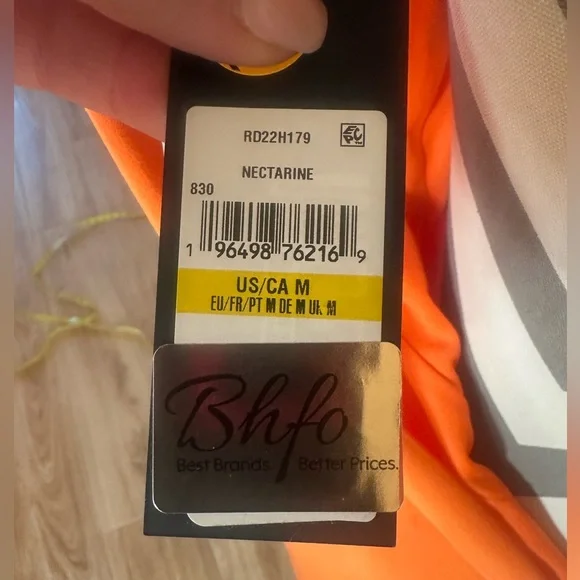 RD22H179
EPC
NECTARINE
830
1 96498 76216 9
US/CA M
EU/FR/PT M DE M UK M
Bhfo
Best Brands. Better Prices.